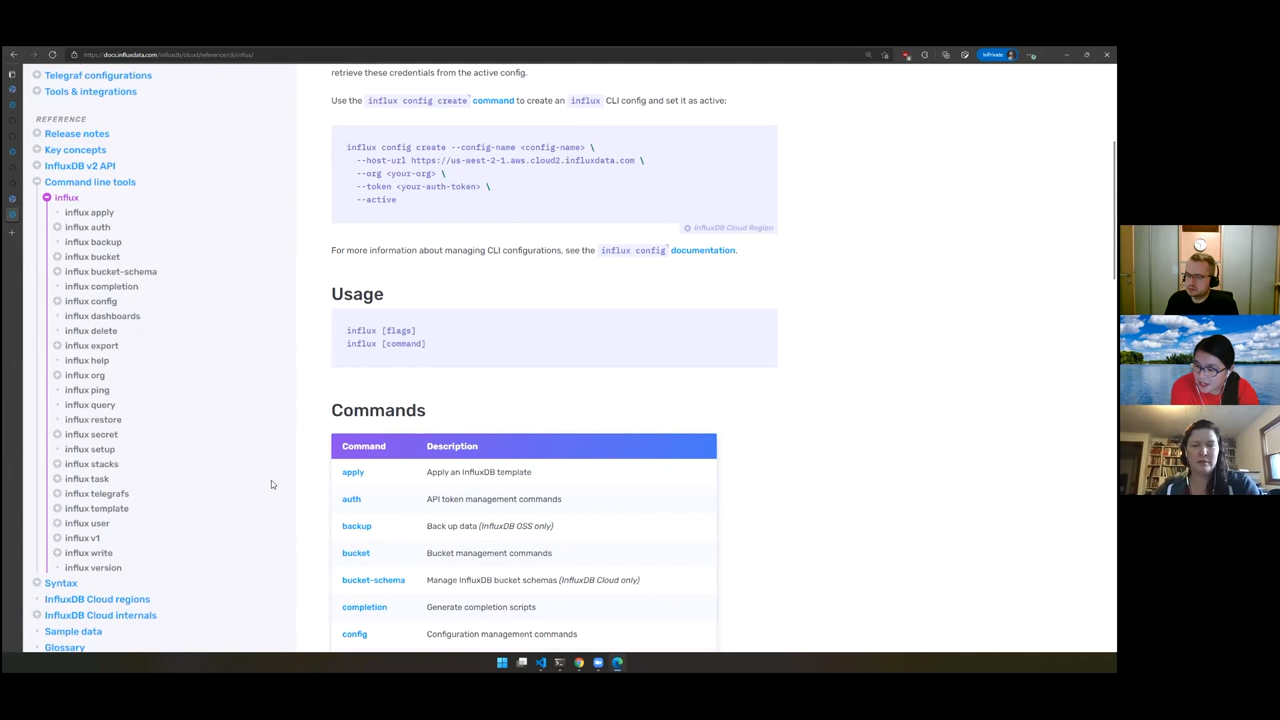 https://docs.influxdata.com/influxdb/cloud/reference/cli/influx/
InPrivate
Telegraf configurations
Tools & integrations
REFERENCE
Release notes
Key concepts
InfluxDB v2 API
Command line tools
influx
influx apply
influx auth
influx backup
influx bucket
influx bucket-schema
influx completion
influx config
influx dashboards
influx delete
influx export
influx help
influx org
influx ping
influx query
influx restore
influx secret
influx setup
influx stacks
influx task
influx telegrafs
influx template
influx user
influx v1
influx write
influx version
Syntax
InfluxDB Cloud regions
InfluxDB Cloud internals
Sample data
Glossary
retrieve these credentials from the active config.
Use the influx config create command to create an influx CLI config and set it as active:
influx config create --config-name <config-name> \
--host-url https://us-west-2-1.aws.cloud2.influxdata.com \
--org <your-org> \
--token <your-auth-token> \
--active
InfluxDB Cloud Region
For more information about managing CLI configurations, see the influx config documentation.
Usage
influx [flags]
influx [command]
Commands
Command Description
apply Apply an InfluxDB template
auth API token management commands
backup Back up data (InfluxDB OSS only)
bucket Bucket management commands
bucket-schema Manage InfluxDB bucket schemas (InfluxDB Cloud only)
completion Generate completion scripts
config Configuration management commands